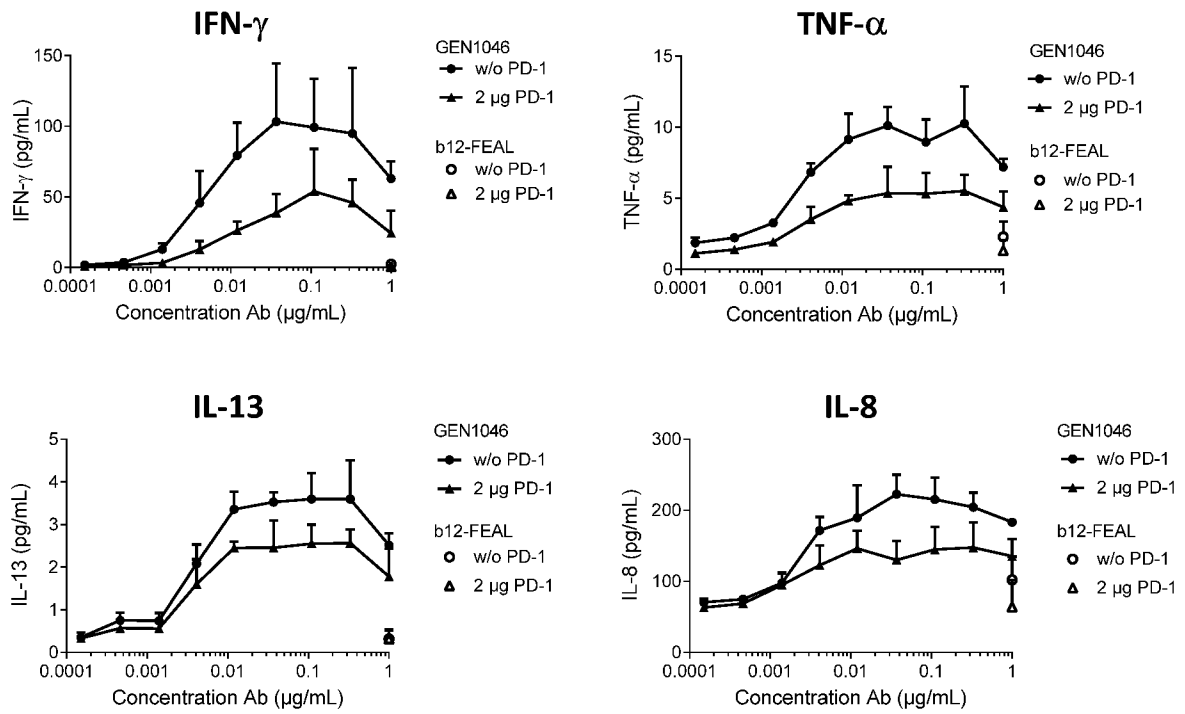 IFN-γ
GEN1046
w/o PD-1
2 µg PD-1
b12-FEAL
w/o PD-1
2 µg PD-1
150
100
50
0
IFN-γ (pg/mL)
0.0001 0.001 0.01 0.1 1
Concentration Ab (µg/mL)
TNF-α
GEN1046
w/o PD-1
2 µg PD-1
b12-FEAL
w/o PD-1
2 µg PD-1
15
10
5
0
TNF-α (pg/mL)
0.0001 0.001 0.01 0.1 1
Concentration Ab (µg/mL)
IL-13
GEN1046
w/o PD-1
2 µg PD-1
b12-FEAL
w/o PD-1
2 µg PD-1
5
4
3
2
1
0
IL-13 (pg/mL)
0.0001 0.001 0.01 0.1 1
Concentration Ab (µg/mL)
IL-8
GEN1046
w/o PD-1
2 µg PD-1
b12-FEAL
w/o PD-1
2 µg PD-1
300
200
100
0
IL-8 (pg/mL)
0.0001 0.001 0.01 0.1 1
Concentration Ab (µg/mL)